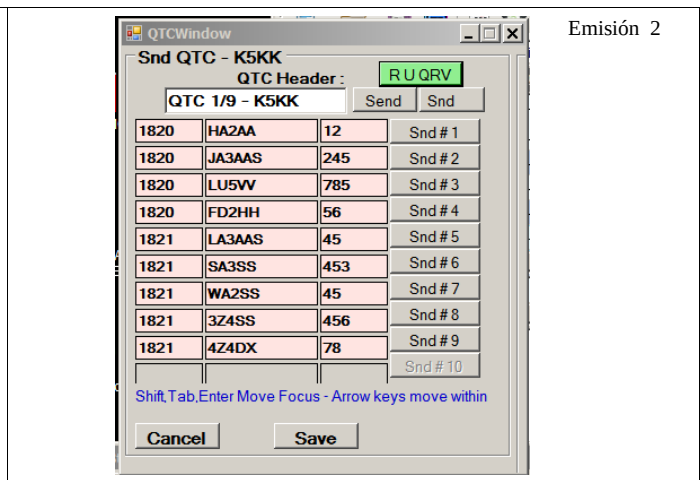 Emisión 2
QTCWindow
Snd QTC - K5KK
QTC Header :
R U QRV
QTC 1/9 - K5KK
Send
Snd
1820 HA2AA 12 Snd # 1
1820 JA3AAS 245 Snd # 2
1820 LU5VV 785 Snd # 3
1820 FD2HH 56 Snd # 4
1821 LA3AAS 45 Snd # 5
1821 SA3SS 453 Snd # 6
1821 WA2SS 45 Snd # 7
1821 3Z4SS 456 Snd # 8
1821 4Z4DX 78 Snd # 9
Snd # 10
Shift,Tab,Enter Move Focus - Arrow keys move within
Cancel
Save